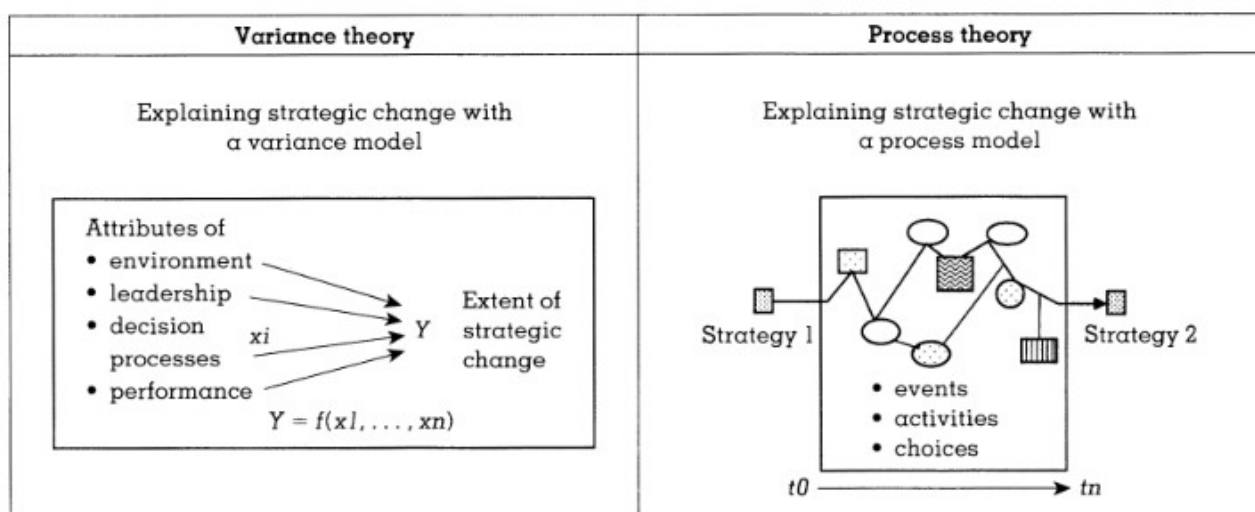 Variance theory
Process theory
Explaining strategic change with
a variance model
Attributes of
• environment
• leadership
• decision
processes
• performance
xi
Y
Extent of
strategic
change
Y = f(x1, . . . , xn)
Explaining strategic change with
a process model
Strategy 1
Strategy 2
• events
• activities
• choices
t0
tn